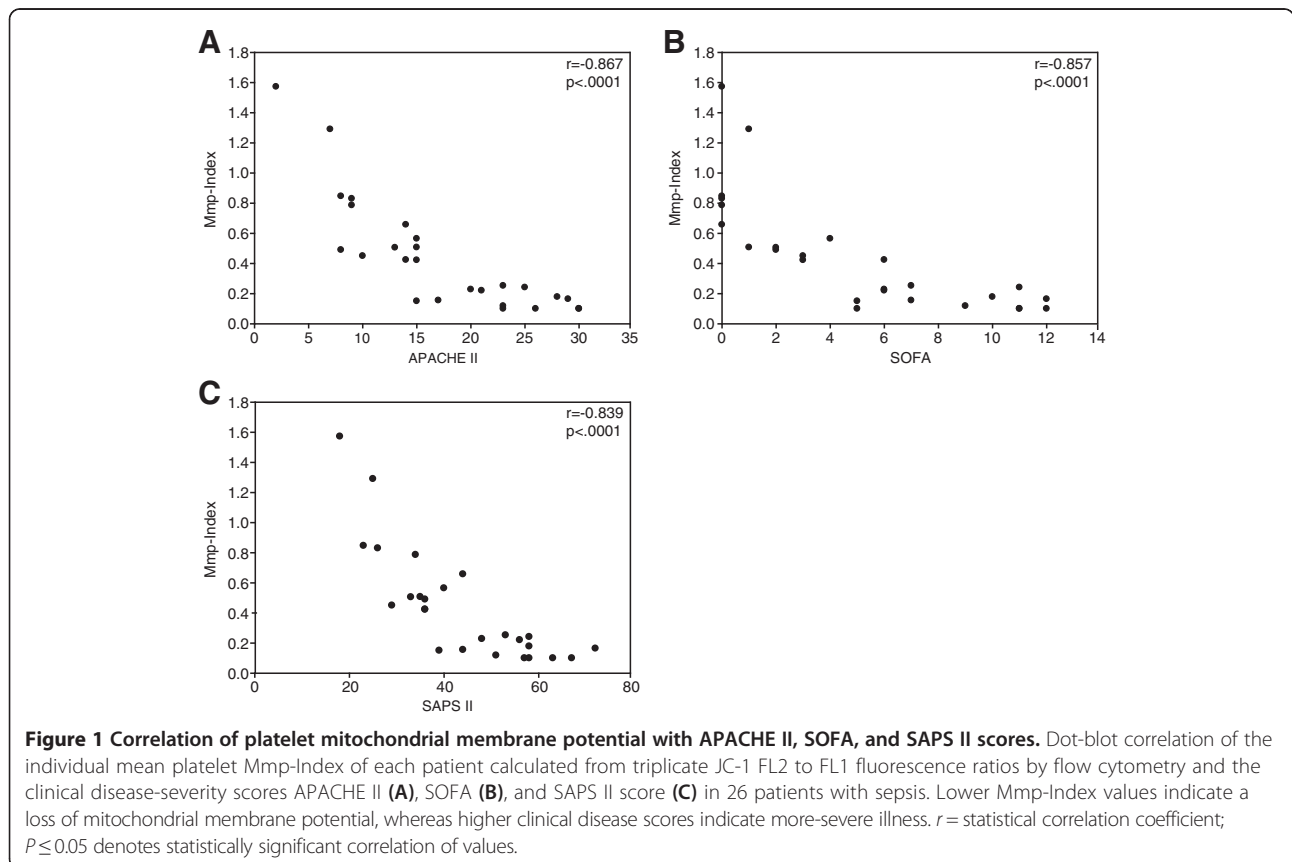 A
r=-0.867
p<.0001
1.8
1.6
1.4
1.2
1.0
0.8
0.6
0.4
0.2
0.0
Mmp-Index
0 5 10 15 20 25 30 35
APACHE II
B
r=-0.857
p<.0001
1.8
1.6
1.4
1.2
1.0
0.8
0.6
0.4
0.2
0.0
Mmp-Index
0 2 4 6 8 10 12 14
SOFA
C
r=-0.839
p<.0001
1.8
1.6
1.4
1.2
1.0
0.8
0.6
0.4
0.2
0.0
Mmp-Index
0 20 40 60 80
SAPS II
Figure 1 Correlation of platelet mitochondrial membrane potential with APACHE II, SOFA, and SAPS II scores. Dot-blot correlation of the
individual mean platelet Mmp-Index of each patient calculated from triplicate JC-1 FL2 to FL1 fluorescence ratios by flow cytometry and the
clinical disease-severity scores APACHE II (A), SOFA (B), and SAPS II score (C) in 26 patients with sepsis. Lower Mmp-Index values indicate a
loss of mitochondrial membrane potential, whereas higher clinical disease scores indicate more-severe illness. r = statistical correlation coefficient;
P ≤ 0.05 denotes statistically significant correlation of values.